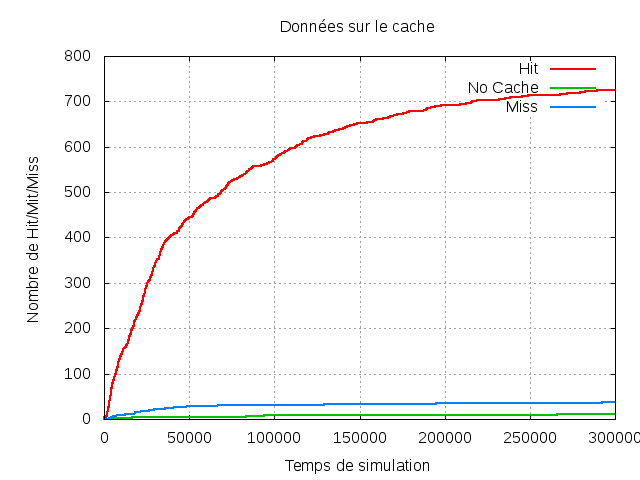 Données sur le cache
800
700
600
500
400
300
200
100
0
Nombre de Hit/Mit/Miss
Hit
No Cache
Miss
0 50000 100000 150000 200000 250000 300000
Temps de simulation